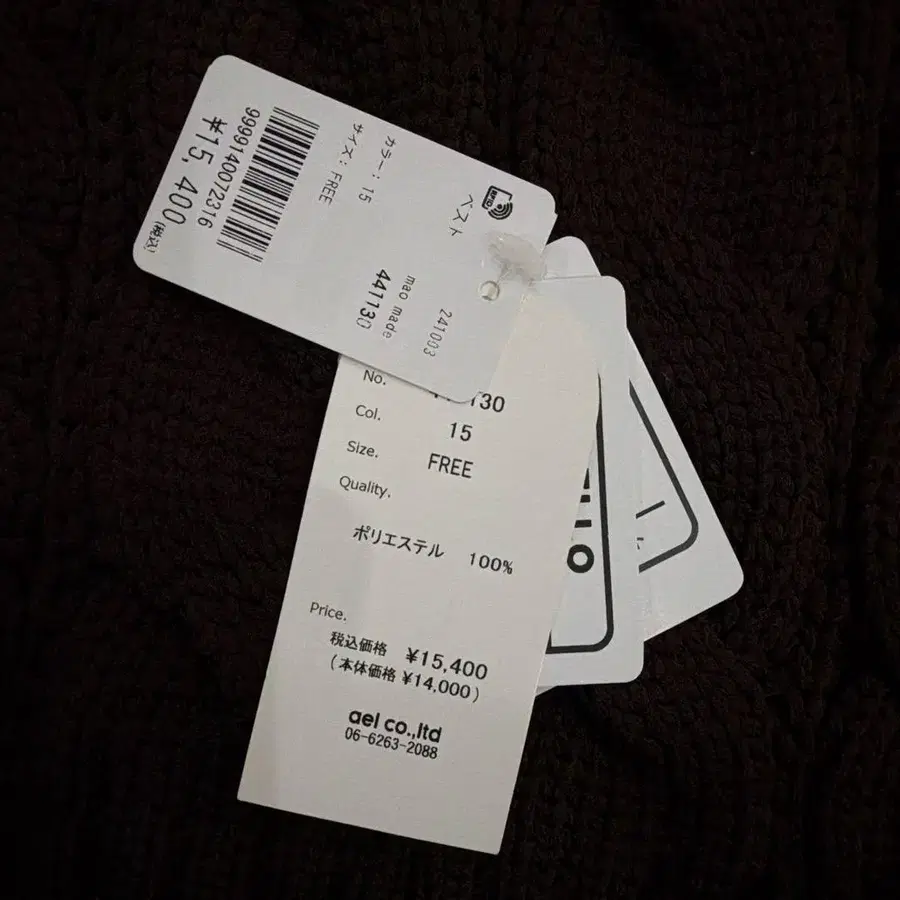 RFID
ベスト
241003
mao made
441130
カラー : 15
サイズ : FREE
9999140072316
¥15,400(税込)
No. 130
Col. 15
Size. FREE
Quality.
ポリエステル 100%
Price.
税込価格 ¥15,400
(本体価格 ¥14,000)
ael co.,ltd
06-6263-2088